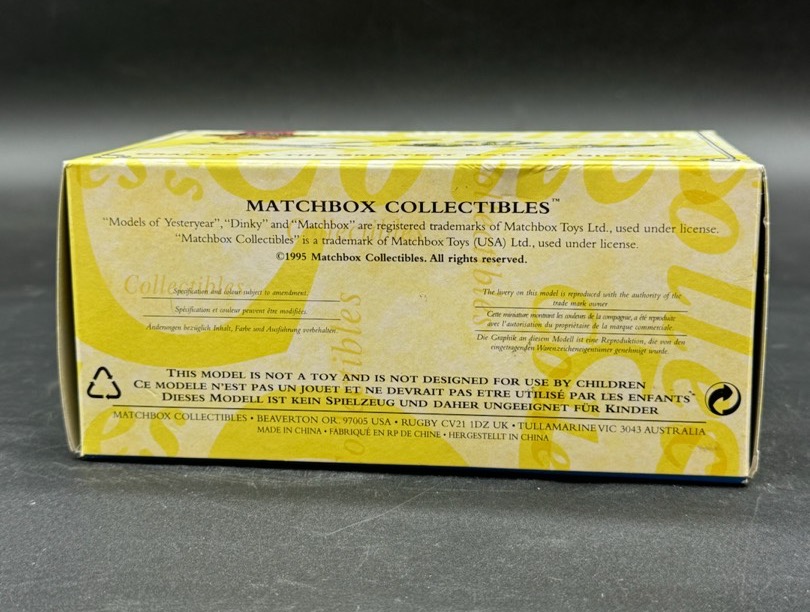 MATCHBOX COLLECTIBLES™
"Models of Yesteryear", "Dinky" and "Matchbox" are registered trademarks of Matchbox Toys Ltd., used under license.
"Matchbox Collectibles" is a trademark of Matchbox Toys (USA) Ltd., used under license.
©1995 Matchbox Collectibles. All rights reserved.
Collectibles
Specification and colour subject to amendment.
Spécification et couleur peuvent être modifiées.
Änderungen bezüglich Inhalt, Farbe und Ausführung vorbehalten.
The livery on this model is reproduced with the authority of the
trade mark owner
Cette miniature montrant les couleurs de la compagnie, a été reproduite
avec l'autorisation du propriétaire de la marque commerciale.
Die Graphik an diesem Modell ist eine Reproduktion, die von den
eingetragenen Warenzeicheneigentümer genehmigt wurde.
THIS MODEL IS NOT A TOY AND IS NOT DESIGNED FOR USE BY CHILDREN
CE MODELE N'EST PAS UN JOUET ET NE DEVRAIT PAS ETRE UTILISÉ PAR LES ENFANTS
DIESES MODELL IST KEIN SPIELZEUG UND DAHER UNGEEIGNET FÜR KINDER
MATCHBOX COLLECTIBLES • BEAVERTON OR, 97005 USA • RUGBY CV21 1DZ UK • TULLAMARINE VIC 3043 AUSTRALIA
MADE IN CHINA • FABRIQUÉ EN RP DE CHINE • HERGESTELLT IN CHINA